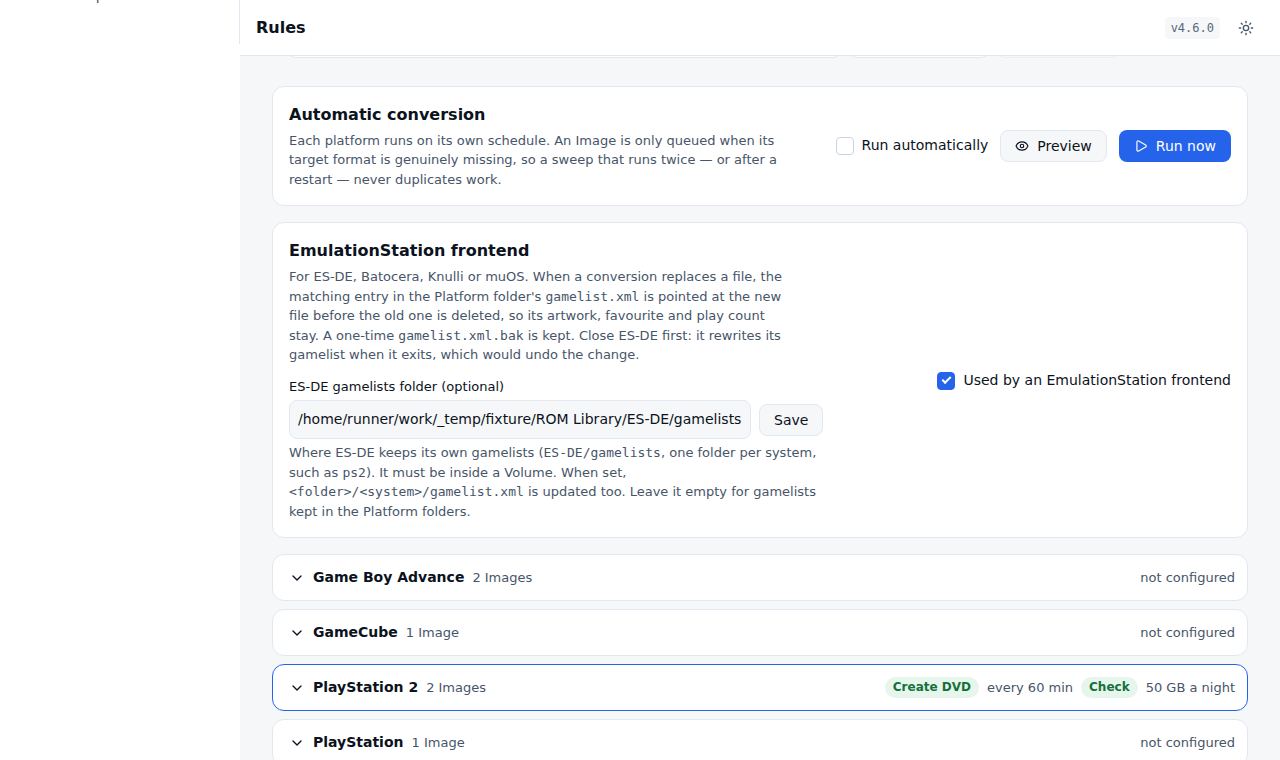 Rules
v4.6.0
Automatic conversion
Each platform runs on its own schedule. An Image is only queued when its
target format is genuinely missing, so a sweep that runs twice — or after a
restart — never duplicates work.
Run automatically
Preview
Run now
EmulationStation frontend
For ES-DE, Batocera, Knulli or muOS. When a conversion replaces a file, the
matching entry in the Platform folder's gamelist.xml is pointed at the new
file before the old one is deleted, so its artwork, favourite and play count
stay. A one-time gamelist.xml.bak is kept. Close ES-DE first: it rewrites its
gamelist when it exits, which would undo the change.
ES-DE gamelists folder (optional)
/home/runner/work/_temp/fixture/ROM Library/ES-DE/gamelists
Save
Where ES-DE keeps its own gamelists (ES-DE/gamelists, one folder per system,
such as ps2). It must be inside a Volume. When set,
<folder>/<system>/gamelist.xml is updated too. Leave it empty for gamelists
kept in the Platform folders.
Used by an EmulationStation frontend
Game Boy Advance 2 Images not configured
GameCube 1 Image not configured
PlayStation 2 2 Images Create DVD every 60 min Check 50 GB a night
PlayStation 1 Image not configured